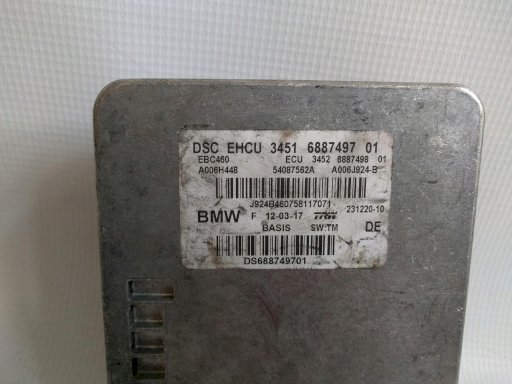 DSC EHCU 3451 6887497 01
EBC460 ECU 3452 6887498 01
A006H448 54087562A A006J924-B
J924B460758117071
BMW F 12-03-17 TRW 231220-10
BASIS SW:TM DE
DS688749701